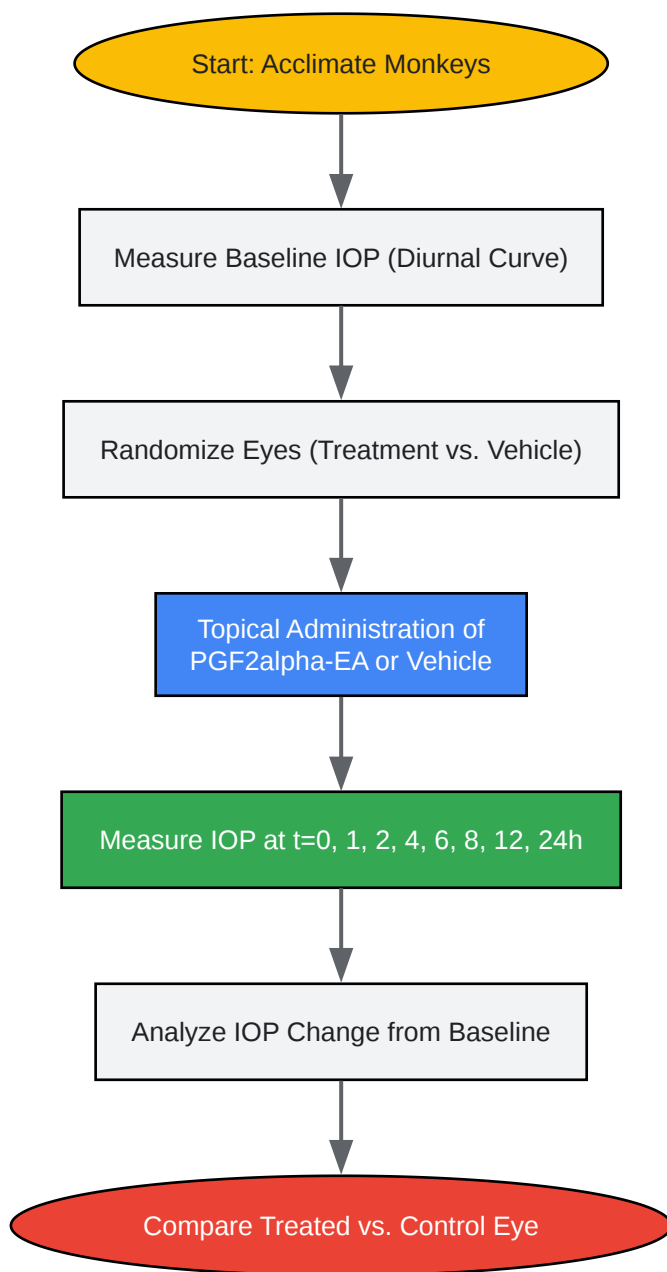 Start: Acclimate Monkeys
Measure Baseline IOP (Diurnal Curve)
Randomize Eyes (Treatment vs. Vehicle)
Topical Administration of
PGF2alpha-EA or Vehicle
Measure IOP at t=0, 1, 2, 4, 6, 8, 12, 24h
Analyze IOP Change from Baseline
Compare Treated vs. Control Eye